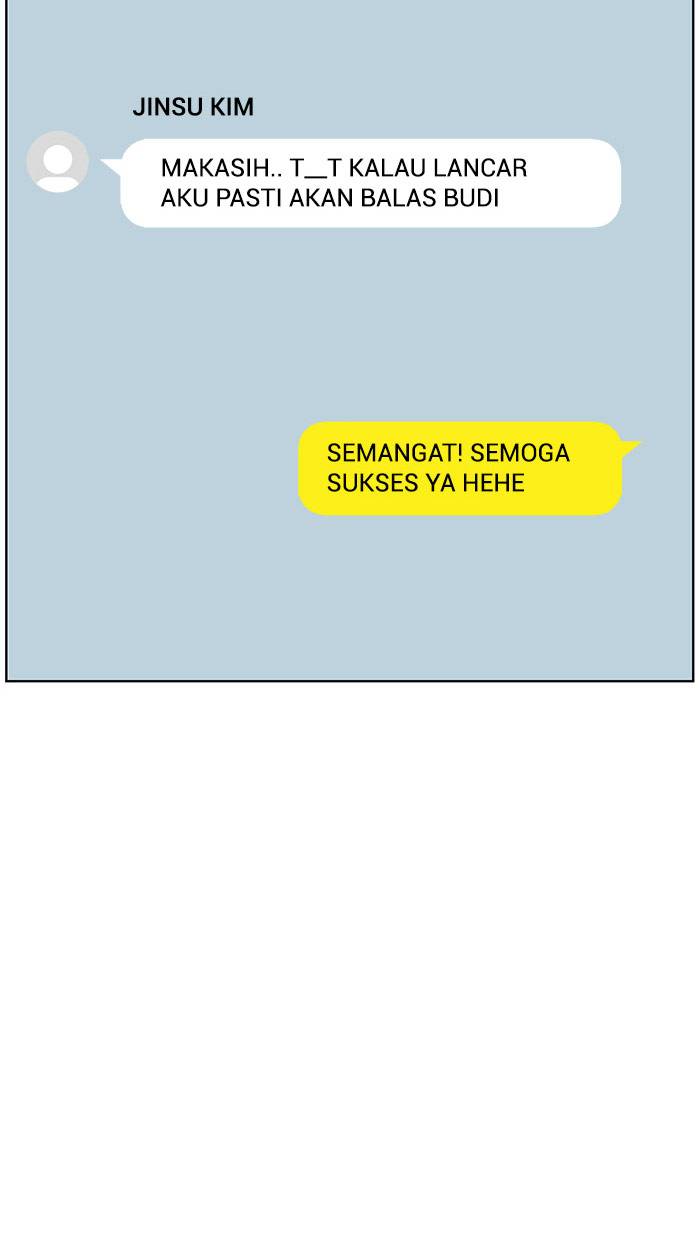 JINSU KIM
MAKASIH.. T__T KALAU LANCAR
AKU PASTI AKAN BALAS BUDI
SEMANGAT! SEMOGA
SUKSES YA HEHE